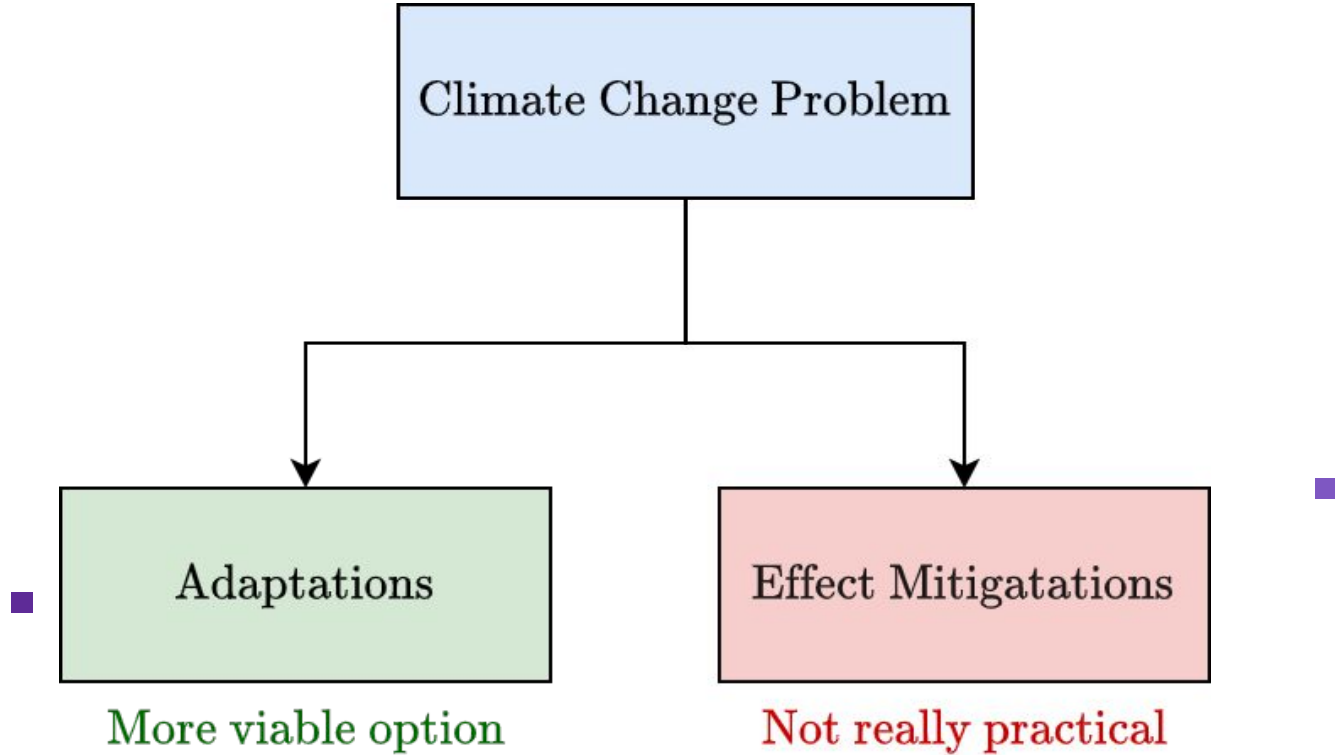 Climate Change Problem
Adaptations
Effect Mitigatations
More viable option
Not really practical